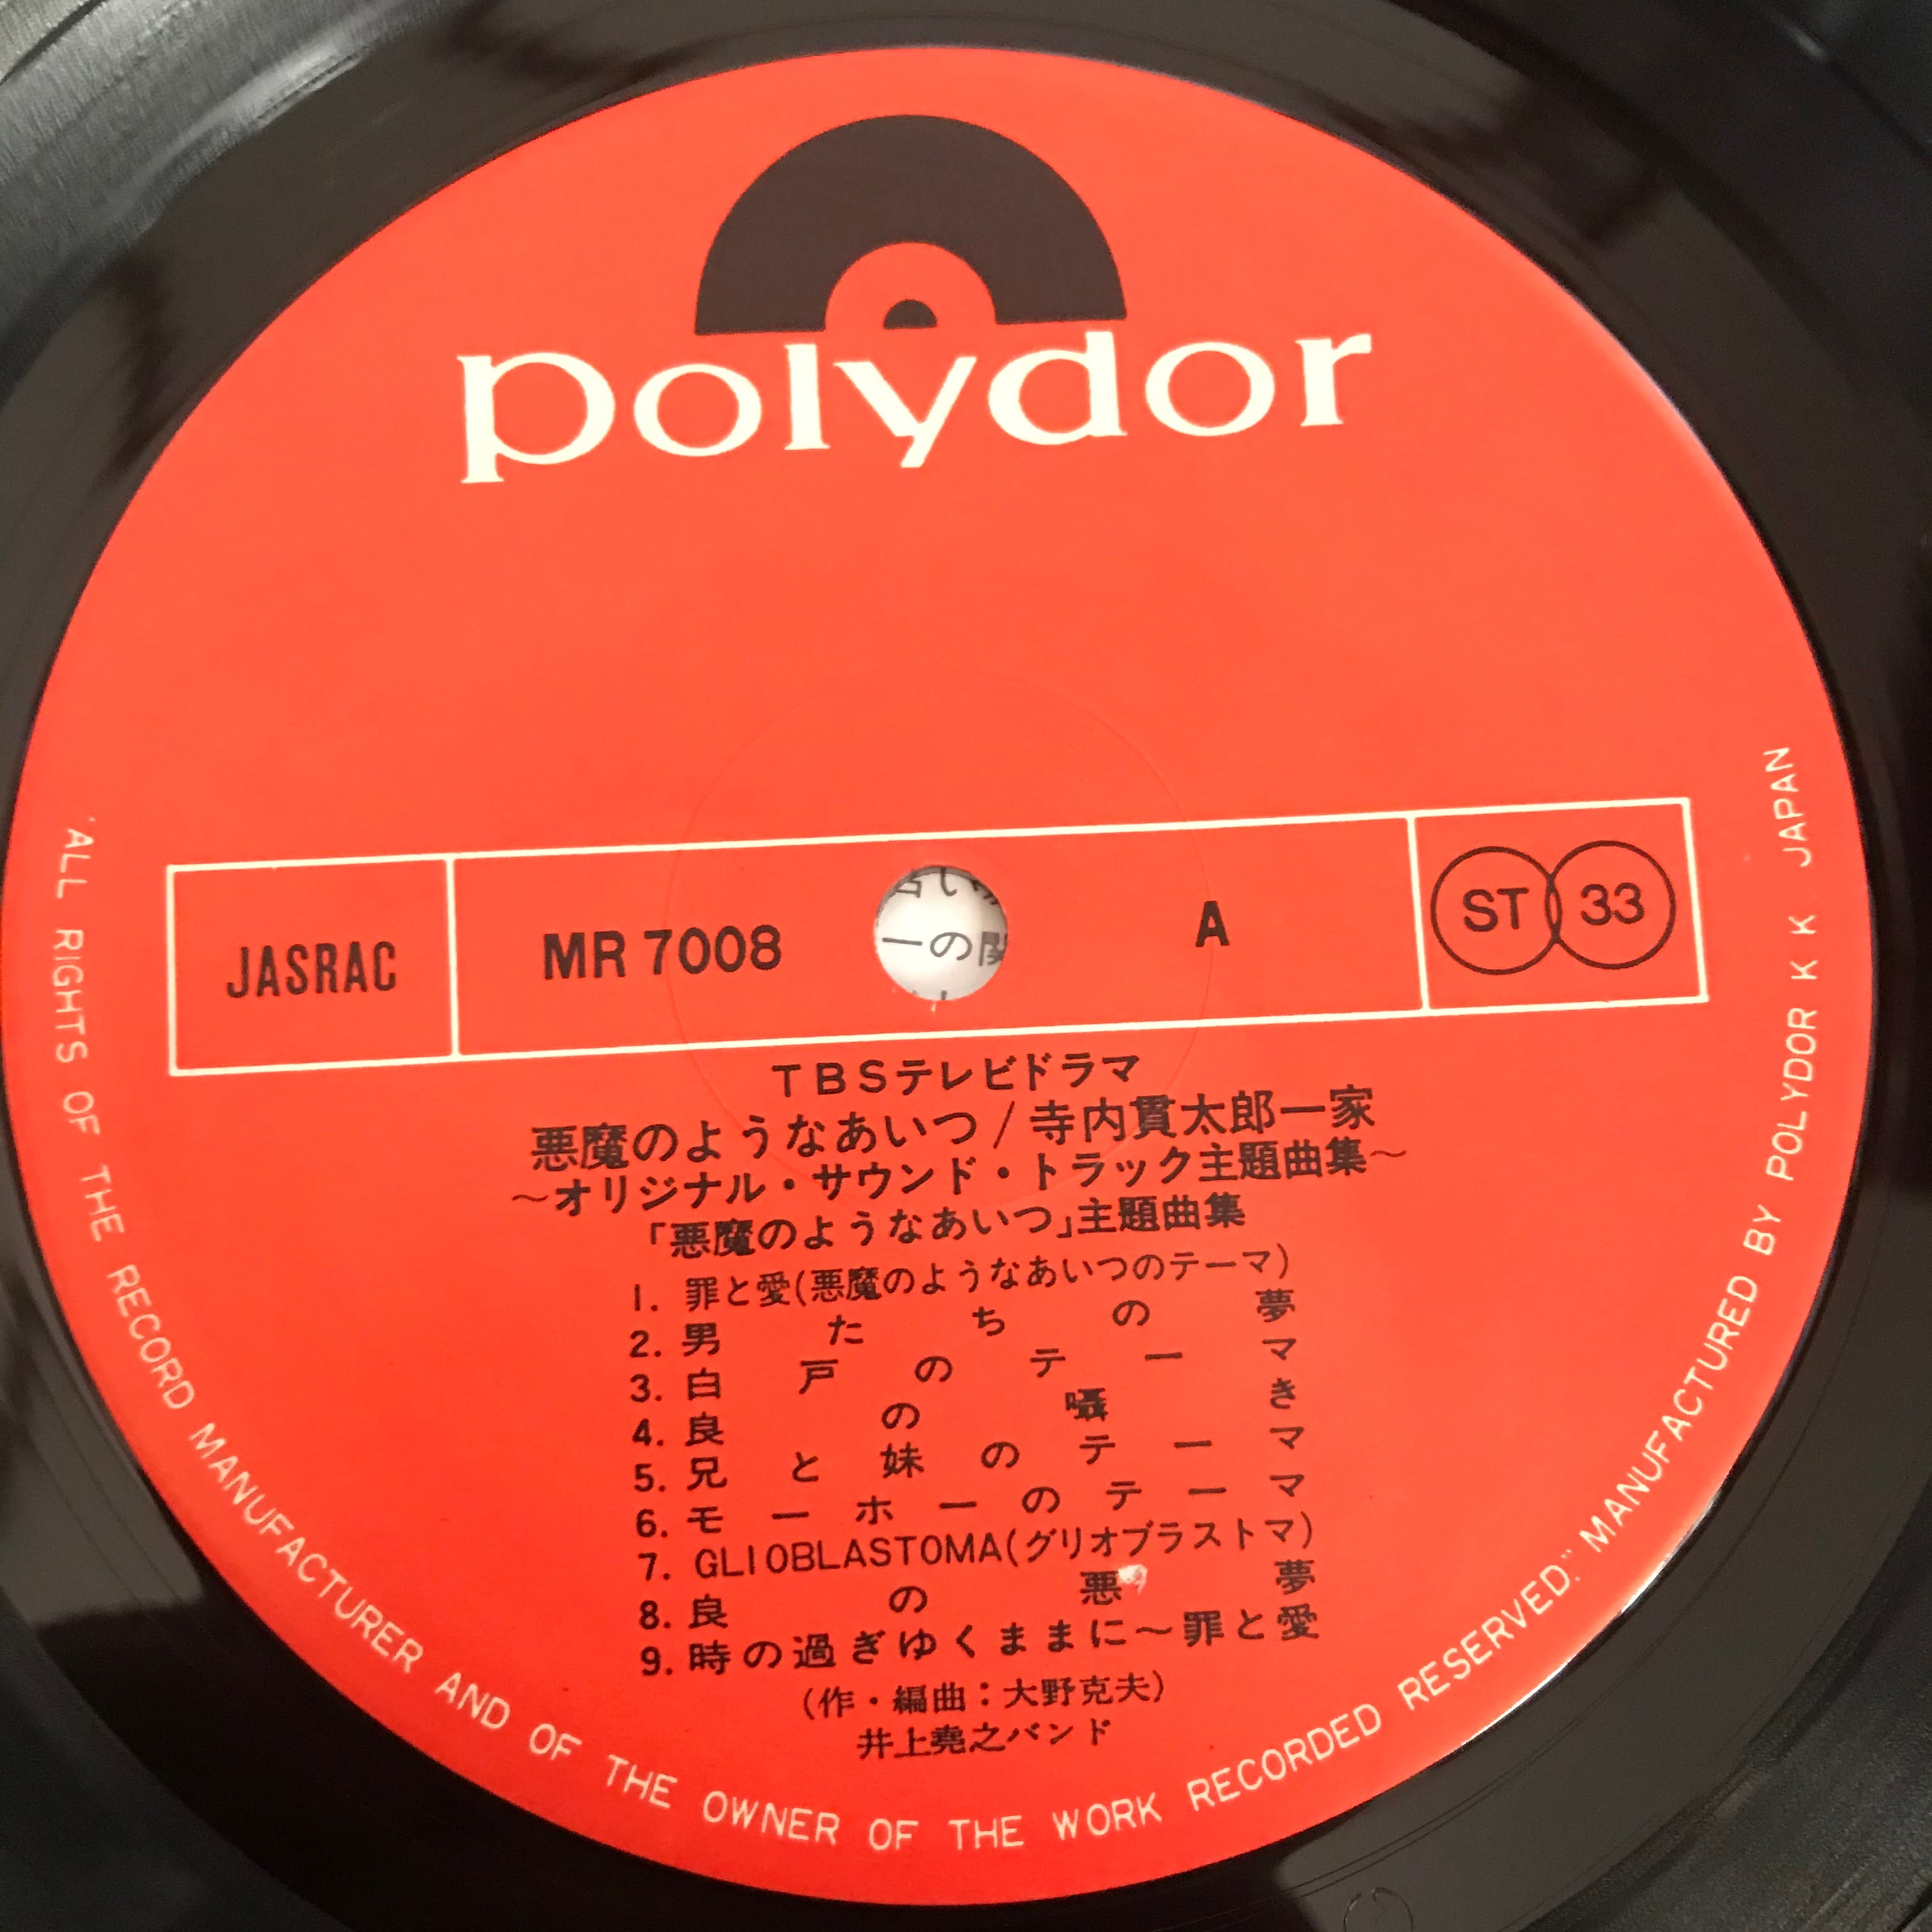 polydor
JASRAC
MR 7008
A
ST 33
TBSテレビドラマ
悪魔のようなあいつ/寺内貫太郎一家
~オリジナル・サウンド・トラック主題曲集~
「悪魔のようなあいつ」主題曲集
1. 罪と愛(悪魔のようなあいつのテーマ)
2. 男たちの夢
3. 白戸のテーマ
4. 良の囁き
5. 兄と妹のテーマ
6. モーホーのテーマ
7. GLIOBLASTOMA(グリオブラストマ)
8. 良の悪夢
9. 時の過ぎゆくままに~罪と愛
(作・編曲:大野克夫)
井上堯之バンド
"ALL RIGHTS OF THE RECORD MANUFACTURER AND OF THE OWNER OF THE WORK RECORDED RESERVED." MANUFACTURED BY POLYDOR K K JAPAN
ーの